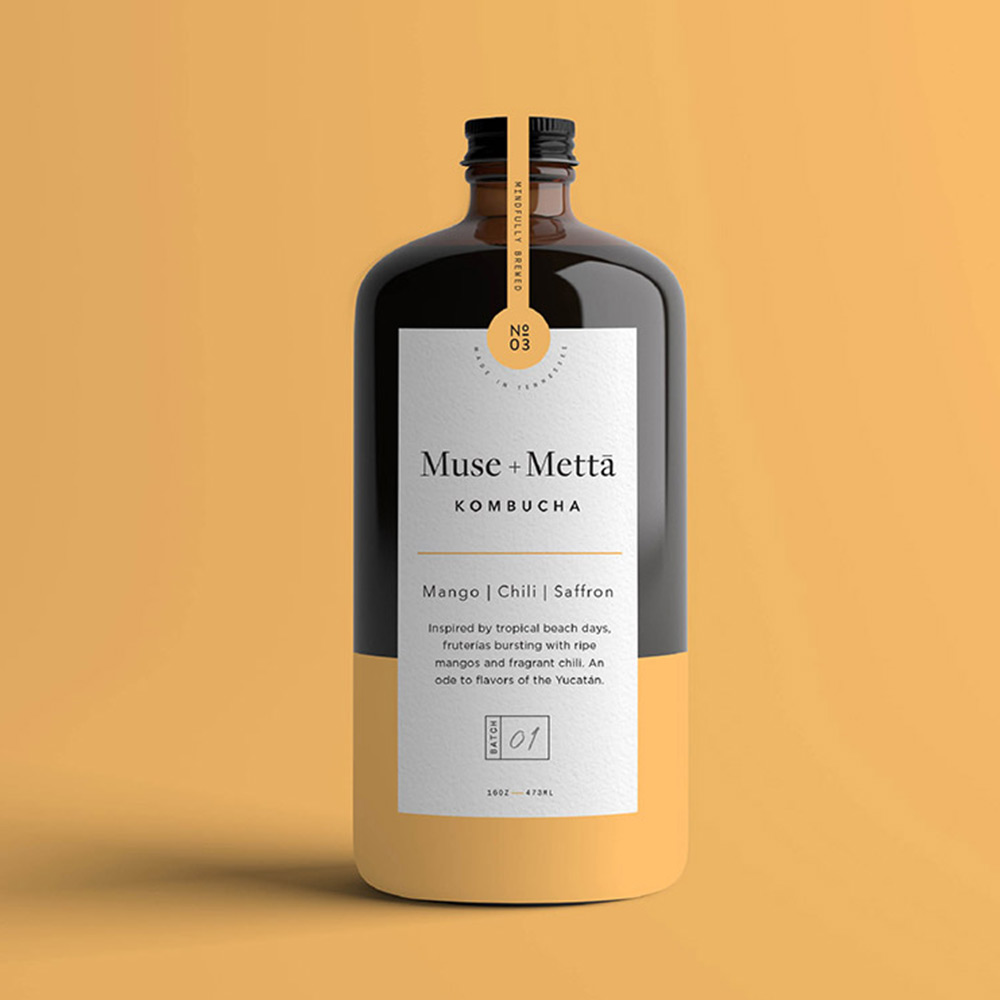 MINDFULLY BREWED
Nº
03
MADE IN TENNESSEE
Muse + Mettā
KOMBUCHA
Mango | Chili | Saffron
Inspired by tropical beach days,
fruterías bursting with ripe
mangos and fragrant chili. An
ode to flavors of the Yucatán.
BATCH
01
16OZ — 473ML